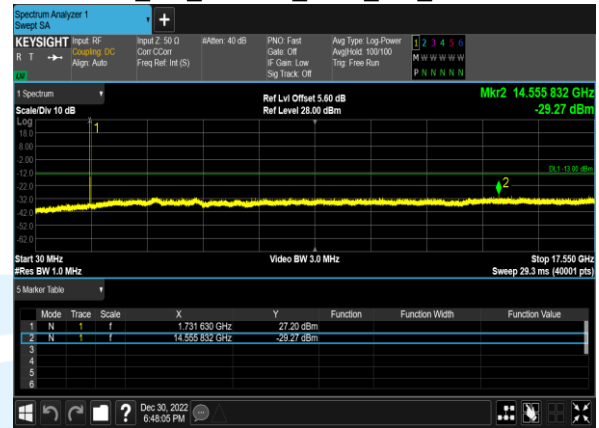 Spectrum Analyzer 1
Swept SA
+
KEYSIGHT Input: RF Input Z: 50 Ω #Atten: 40 dB PNO: Fast Avg Type: Log-Power 1 2 3 4 5 6
R T Coupling: DC Corr CCorr Gate: Off Avg|Hold: 100/100 M W W W W W
Align: Auto Freq Ref: Int (S) IF Gain: Low Trig: Free Run
LXI Sig Track: Off P N N N N N
1 Spectrum Ref Lvl Offset 5.60 dB Mkr2 14.555 832 GHz
Scale/Div 10 dB Ref Level 28.00 dBm -29.27 dBm
Log
18.0 1
8.00
-2.00
-12.0 DL1 -13.00 dBm
-22.0 2
-32.0
-42.0
-52.0
-62.0
Start 30 MHz Video BW 3.0 MHz Stop 17.550 GHz
#Res BW 1.0 MHz Sweep 29.3 ms (40001 pts)
5 Marker Table
Mode Trace Scale X Y Function Function Width Function Value
1 N 1 f 1.731 630 GHz 27.20 dBm
2 N 1 f 14.555 832 GHz -29.27 dBm
3
4
5
6
? Dec 30, 2022
6:48:05 PM